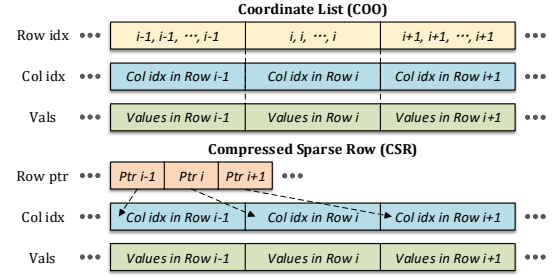 Coordinate List (COO)
Row idx ••• i-1, i-1, ⋯, i-1 i, i, ⋯, i i+1, i+1, ⋯, i+1 •••
Col idx ••• Col idx in Row i-1 Col idx in Row i Col idx in Row i+1 •••
Vals ••• Values in Row i-1 Values in Row i Values in Row i+1 •••
Compressed Sparse Row (CSR)
Row ptr ••• Ptr i-1 Ptr i Ptr i+1 •••
Col idx ••• Col idx in Row i-1 Col idx in Row i Col idx in Row i+1 •••
Vals ••• Values in Row i-1 Values in Row i Values in Row i+1 •••